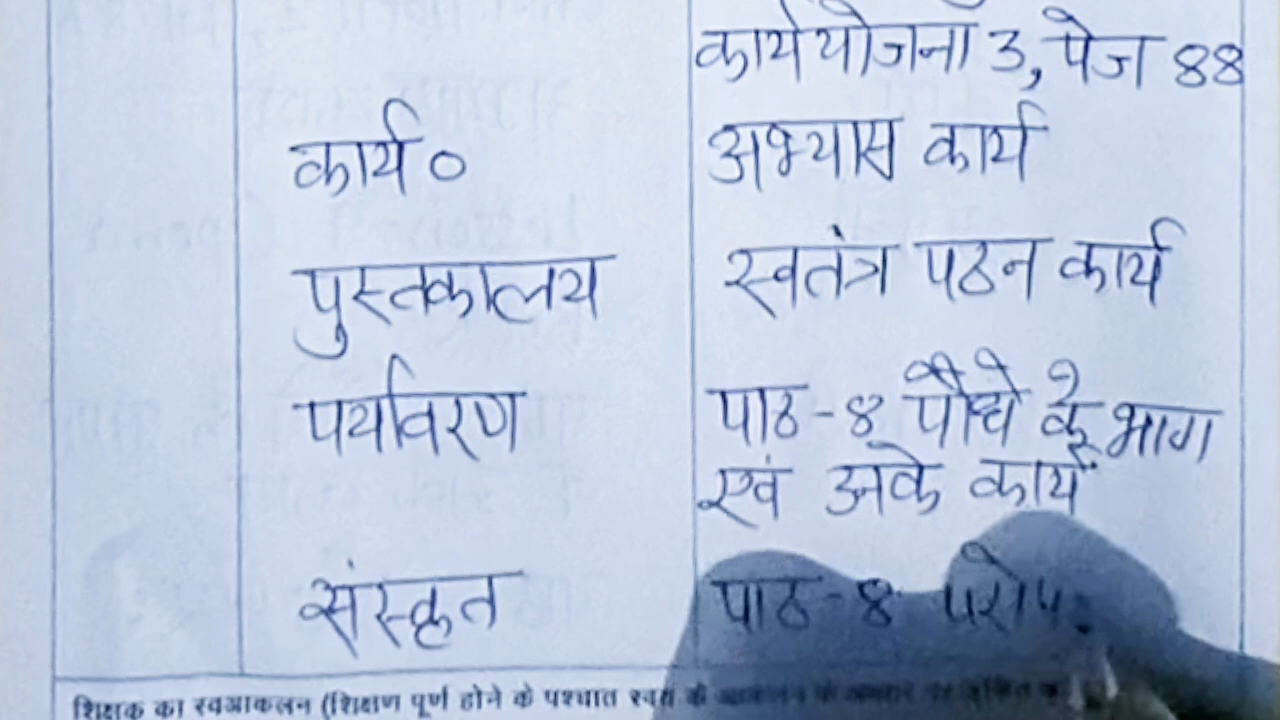 कार्ययोजना 3, पेज 88
कार्य० अभ्यास कार्य
पुस्तकालय स्वतंत्र पठन कार्य
पर्यावरण पाठ-8 पौधे के भाग
एवं उनके कार्य
संस्कृत पाठ-8
शिक्षक का स्वआकलन (शिक्षण पूर्ण होने के पश्चात स्वयं के